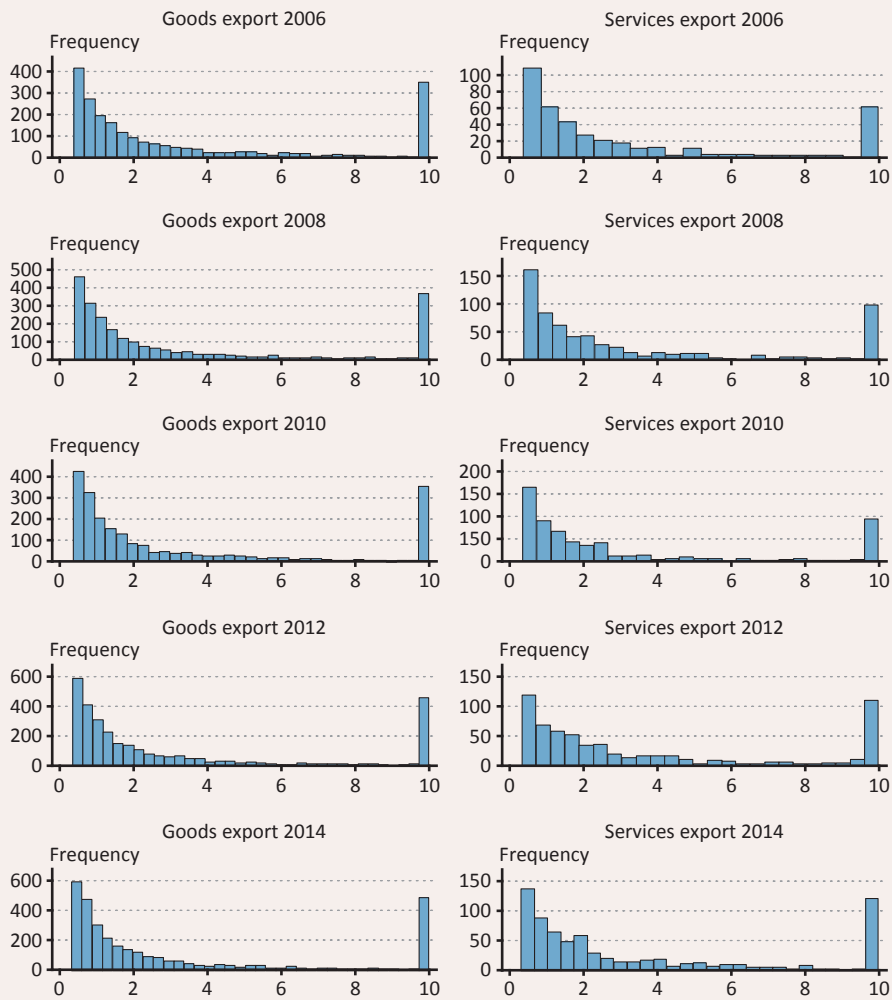 Goods export 2006
Frequency
400
300
200
100
0
0 2 4 6 8 10
Services export 2006
Frequency
100
80
60
40
20
0
0 2 4 6 8 10
Goods export 2008
Frequency
500
400
300
200
100
0
0 2 4 6 8 10
Services export 2008
Frequency
150
100
50
0
0 2 4 6 8 10
Goods export 2010
Frequency
400
300
200
100
0
0 2 4 6 8 10
Services export 2010
Frequency
200
150
100
150
0
0 2 4 6 8 10
Goods export 2012
Frequency
600
400
200
0
0 2 4 6 8 10
Services export 2012
Frequency
150
100
50
0
0 2 4 6 8 10
Goods export 2014
Frequency
600
400
200
0
0 2 4 6 8 10
Services export 2014
Frequency
150
100
50
0
0 2 4 6 8 10